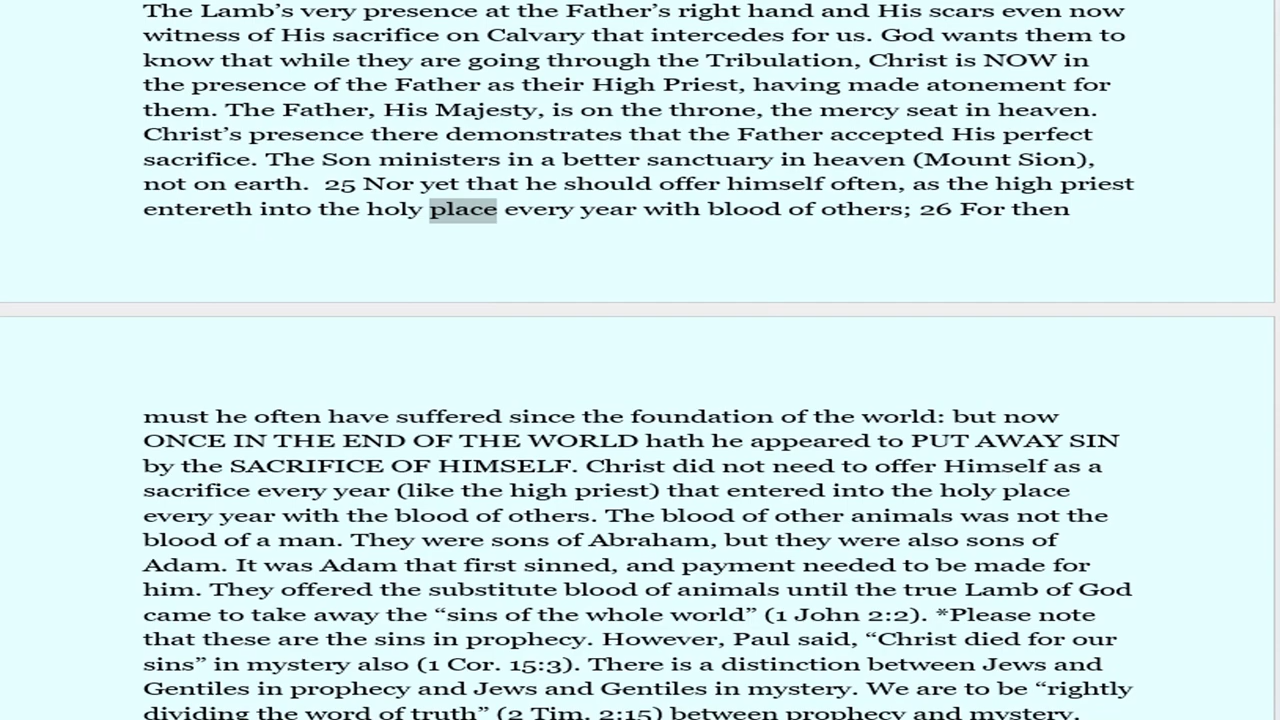 The Lamb’s very presence at the Father’s right hand and His scars even now
witness of His sacrifice on Calvary that intercedes for us. God wants them to
know that while they are going through the Tribulation, Christ is NOW in
the presence of the Father as their High Priest, having made atonement for
them. The Father, His Majesty, is on the throne, the mercy seat in heaven.
Christ’s presence there demonstrates that the Father accepted His perfect
sacrifice. The Son ministers in a better sanctuary in heaven (Mount Sion),
not on earth.  25 Nor yet that he should offer himself often, as the high priest
entereth into the holy place every year with blood of others; 26 For then
must he often have suffered since the foundation of the world: but now
ONCE IN THE END OF THE WORLD hath he appeared to PUT AWAY SIN
by the SACRIFICE OF HIMSELF. Christ did not need to offer Himself as a
sacrifice every year (like the high priest) that entered into the holy place
every year with the blood of others. The blood of other animals was not the
blood of a man. They were sons of Abraham, but they were also sons of
Adam. It was Adam that first sinned, and payment needed to be made for
him. They offered the substitute blood of animals until the true Lamb of God
came to take away the “sins of the whole world” (1 John 2:2). *Please note
that these are the sins in prophecy. However, Paul said, “Christ died for our
sins” in mystery also (1 Cor. 15:3). There is a distinction between Jews and
Gentiles in prophecy and Jews and Gentiles in mystery. We are to be “rightly
dividing the word of truth” (2 Tim. 2:15) between prophecy and mystery.